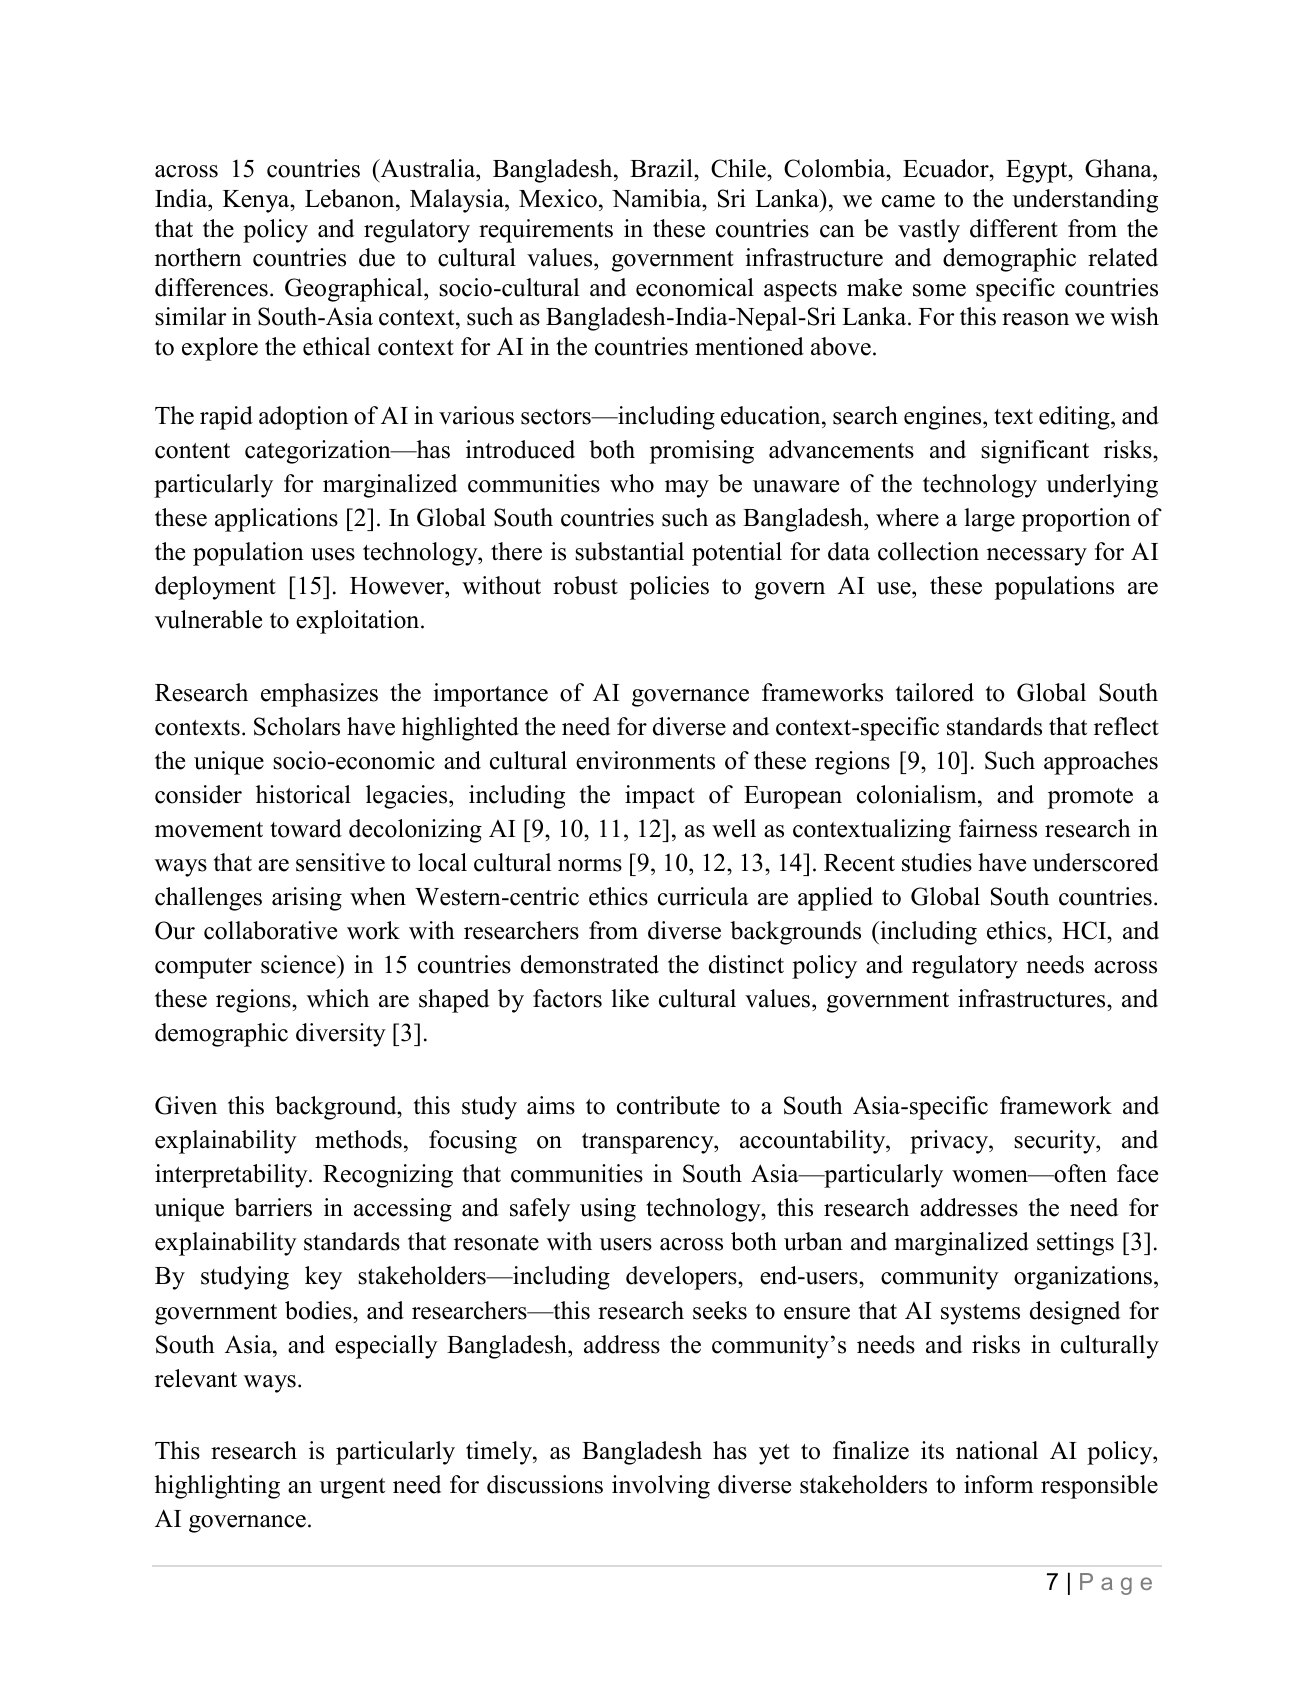 across 15 countries (Australia, Bangladesh, Brazil, Chile, Colombia, Ecuador, Egypt, Ghana,
India, Kenya, Lebanon, Malaysia, Mexico, Namibia, Sri Lanka), we came to the understanding
that the policy and regulatory requirements in these countries can be vastly different from the
northern countries due to cultural values, government infrastructure and demographic related
differences. Geographical, socio-cultural and economical aspects make some specific countries
similar in South-Asia context, such as Bangladesh-India-Nepal-Sri Lanka. For this reason we wish
to explore the ethical context for AI in the countries mentioned above.
The rapid adoption of AI in various sectors—including education, search engines, text editing, and
content categorization—has introduced both promising advancements and significant risks,
particularly for marginalized communities who may be unaware of the technology underlying
these applications [2]. In Global South countries such as Bangladesh, where a large proportion of
the population uses technology, there is substantial potential for data collection necessary for AI
deployment [15]. However, without robust policies to govern AI use, these populations are
vulnerable to exploitation.
Research emphasizes the importance of AI governance frameworks tailored to Global South
contexts. Scholars have highlighted the need for diverse and context-specific standards that reflect
the unique socio-economic and cultural environments of these regions [9, 10]. Such approaches
consider historical legacies, including the impact of European colonialism, and promote a
movement toward decolonizing AI [9, 10, 11, 12], as well as contextualizing fairness research in
ways that are sensitive to local cultural norms [9, 10, 12, 13, 14]. Recent studies have underscored
challenges arising when Western-centric ethics curricula are applied to Global South countries.
Our collaborative work with researchers from diverse backgrounds (including ethics, HCI, and
computer science) in 15 countries demonstrated the distinct policy and regulatory needs across
these regions, which are shaped by factors like cultural values, government infrastructures, and
demographic diversity [3].
Given this background, this study aims to contribute to a South Asia-specific framework and
explainability methods, focusing on transparency, accountability, privacy, security, and
interpretability. Recognizing that communities in South Asia—particularly women—often face
unique barriers in accessing and safely using technology, this research addresses the need for
explainability standards that resonate with users across both urban and marginalized settings [3].
By studying key stakeholders—including developers, end-users, community organizations,
government bodies, and researchers—this research seeks to ensure that AI systems designed for
South Asia, and especially Bangladesh, address the community’s needs and risks in culturally
relevant ways.
This research is particularly timely, as Bangladesh has yet to finalize its national AI policy,
highlighting an urgent need for discussions involving diverse stakeholders to inform responsible
AI governance.
7 | Page